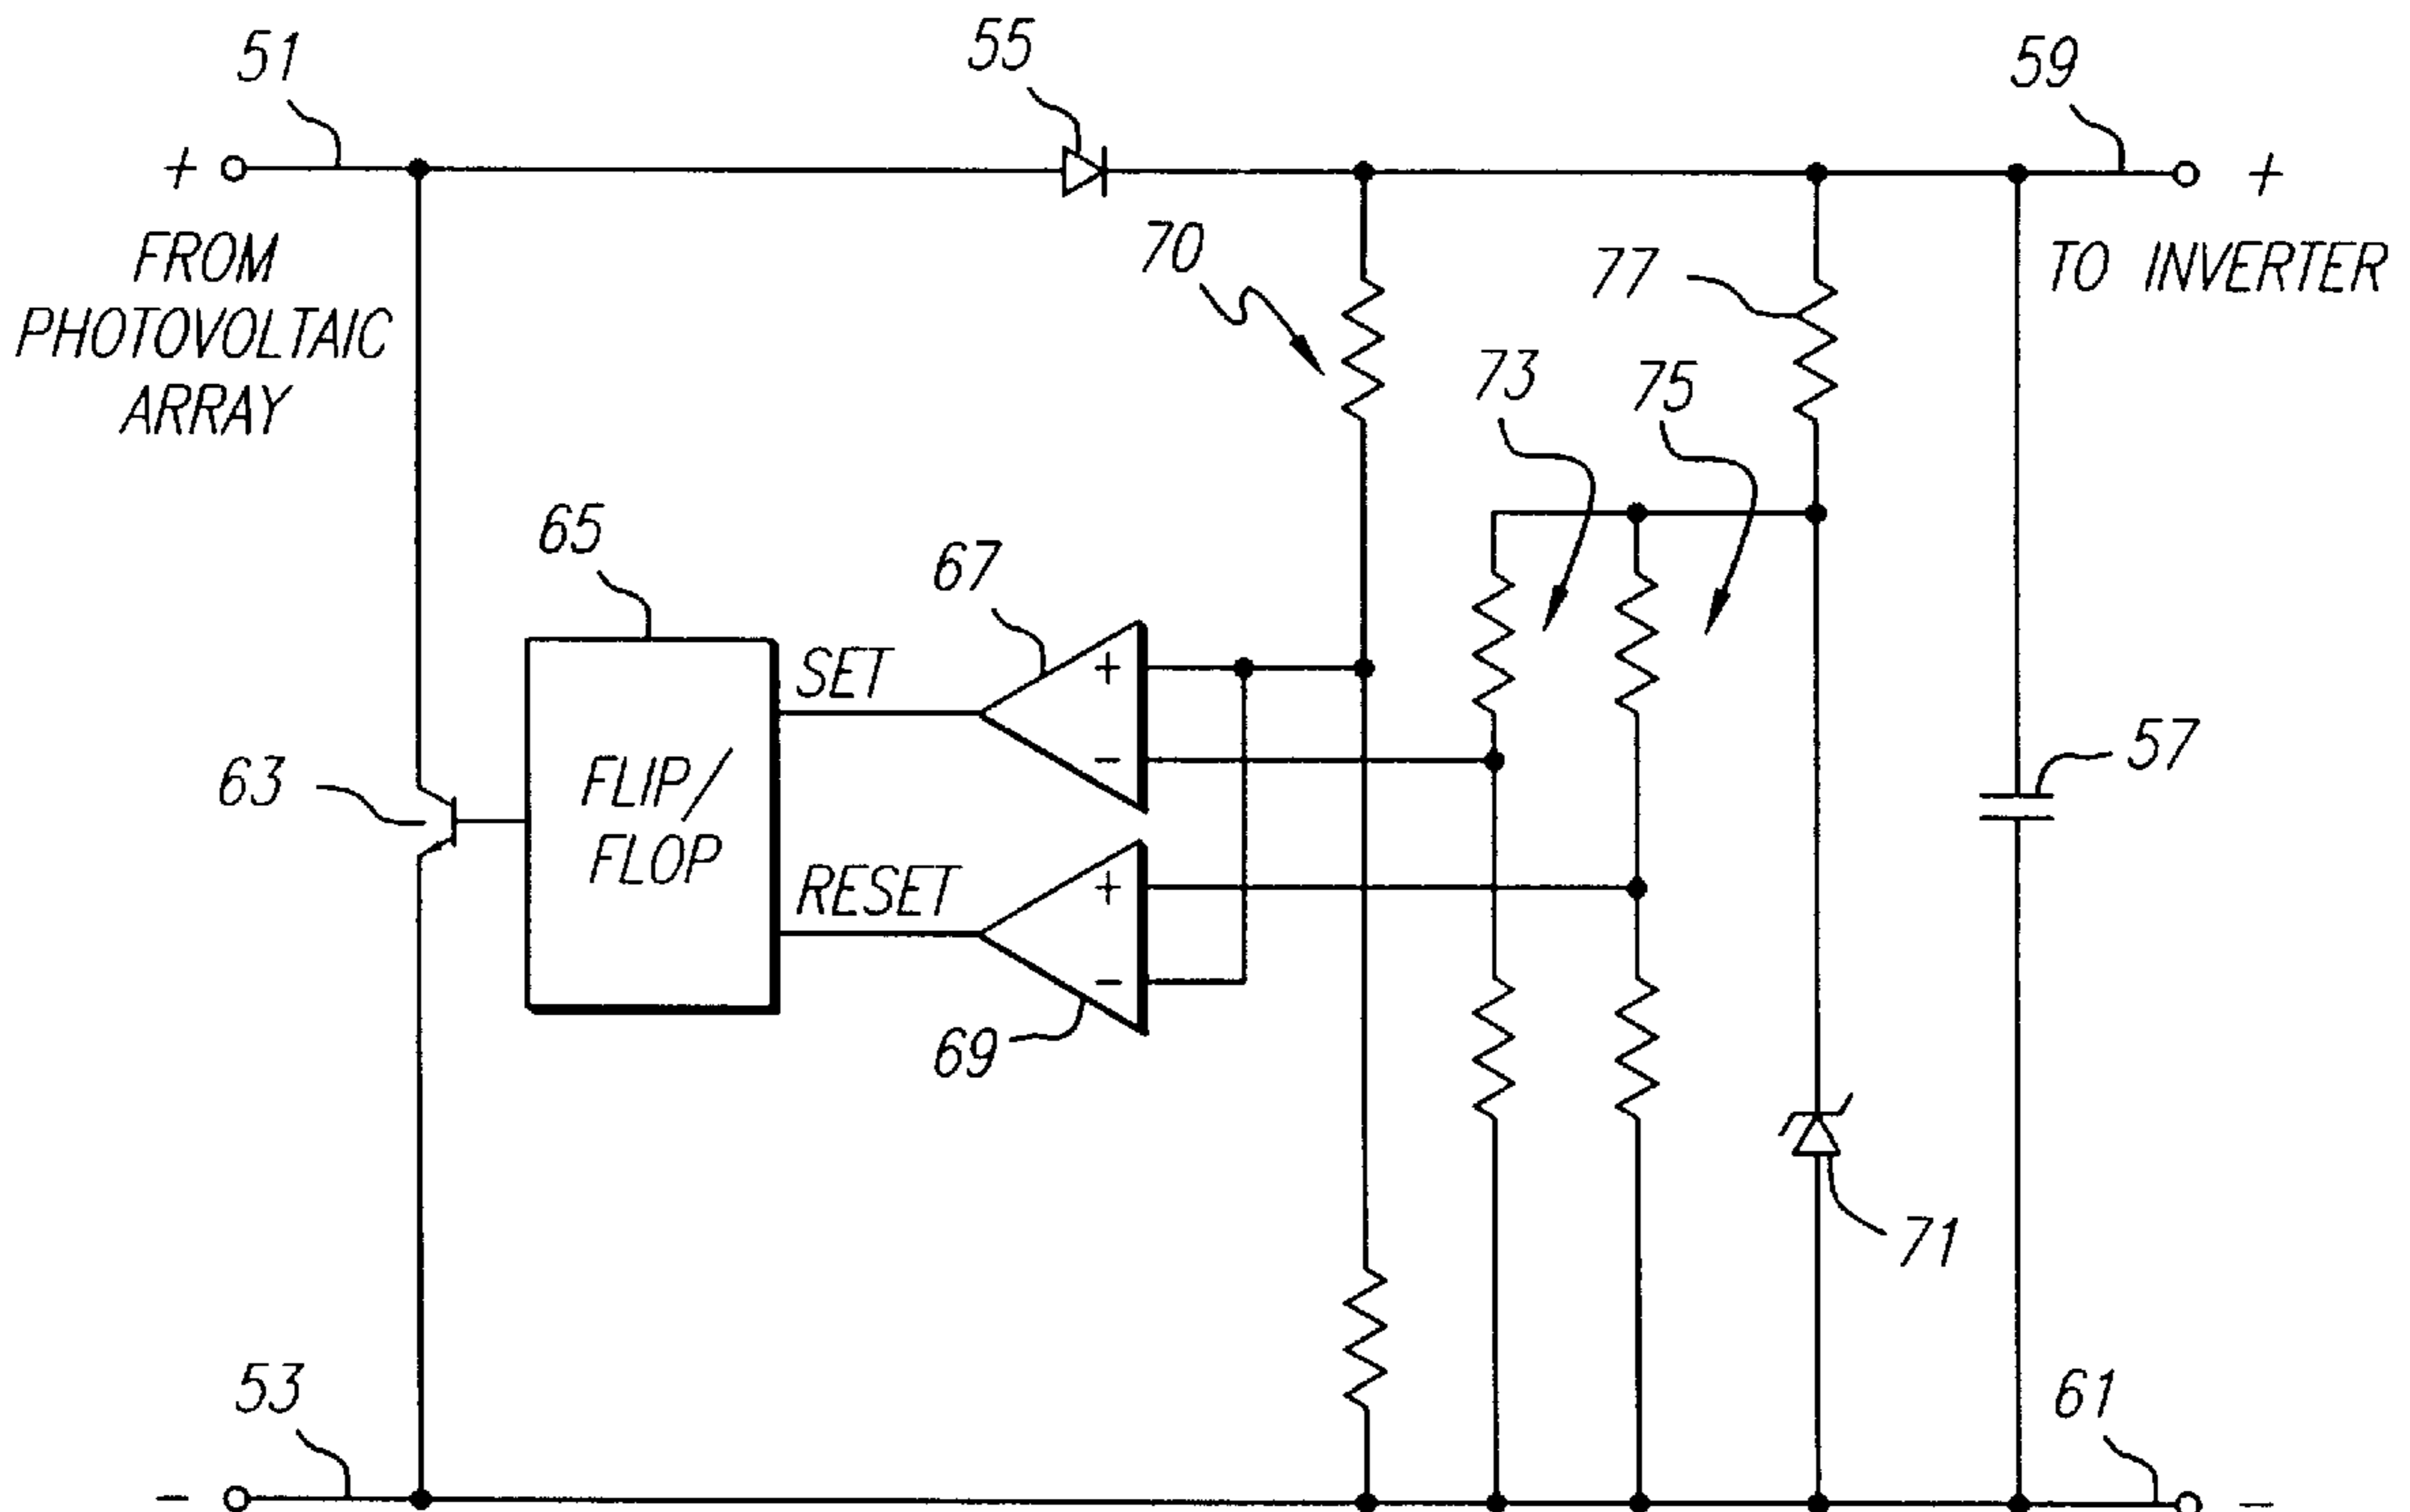 51
55
59
+
+
FROM
PHOTOVOLTAIC
ARRAY
70
77
TO INVERTER
73
75
65
67
SET
+
-
63
FLIP/
FLOP
57
RESET
+
-
69
71
53
61
-
-